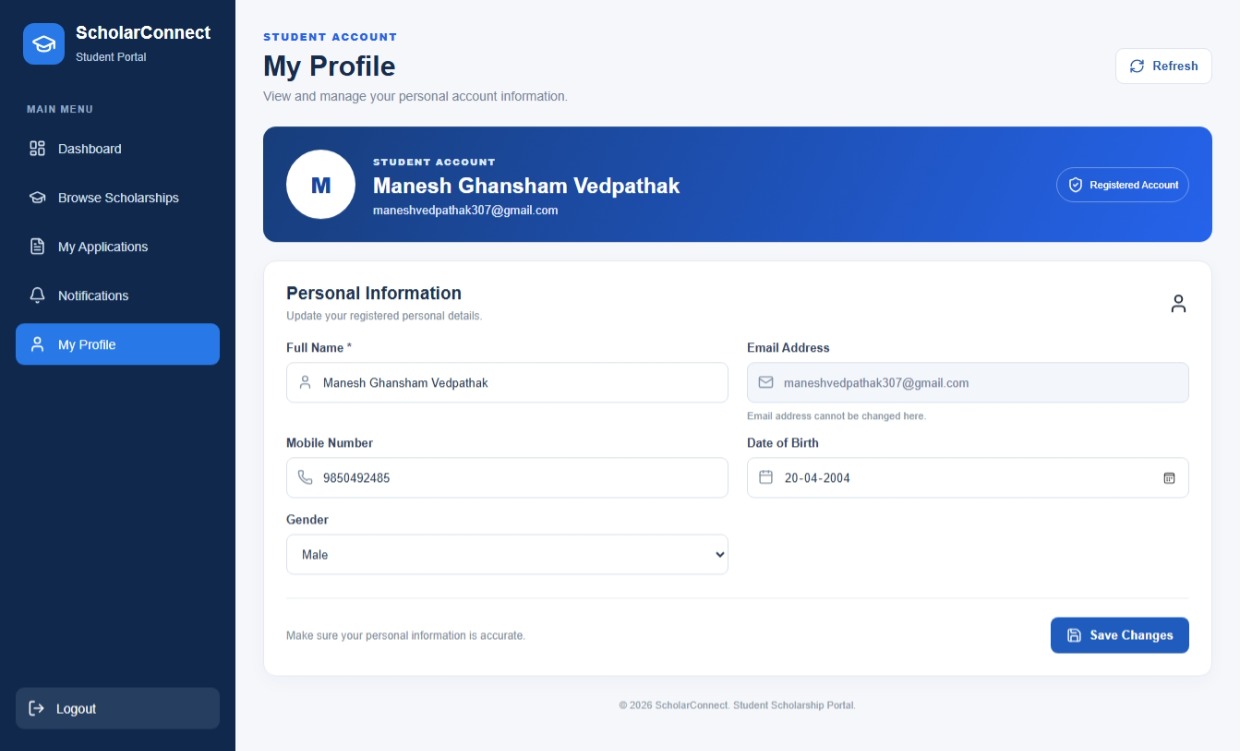 ScholarConnect
Student Portal
MAIN MENU
Dashboard
Browse Scholarships
My Applications
Notifications
My Profile
Logout
STUDENT ACCOUNT
My Profile
View and manage your personal account information.
Refresh
M
STUDENT ACCOUNT
Manesh Ghansham Vedpathak
maneshvedpathak307@gmail.com
Registered Account
Personal Information
Update your registered personal details.
Full Name *
Manesh Ghansham Vedpathak
Email Address
maneshvedpathak307@gmail.com
Email address cannot be changed here.
Mobile Number
9850492485
Date of Birth
20-04-2004
Gender
Male
Make sure your personal information is accurate.
Save Changes
© 2026 ScholarConnect. Student Scholarship Portal.